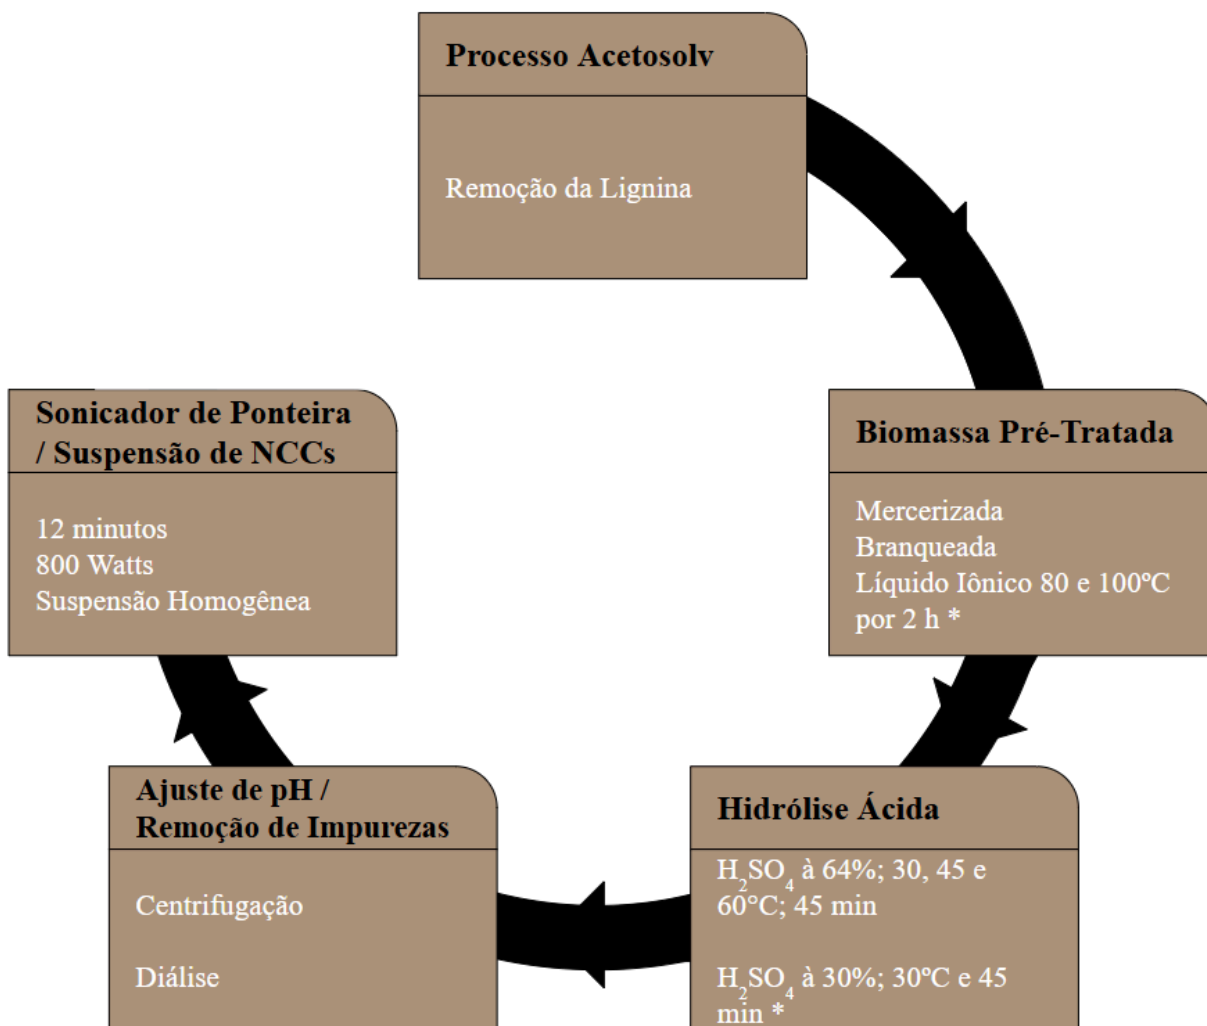 Processo Acetosolv
Remoção da Lignina
Biomassa Pré-Tratada
Mercerizada
Branqueada
Líquido Iônico 80 e 100ºC
por 2 h *
Hidrólise Ácida
H₂SO₄ à 64%; 30, 45 e
60°C; 45 min
H₂SO₄ à 30%; 30ºC e 45
min *
Ajuste de pH /
Remoção de Impurezas
Centrifugação
Diálise
Sonicador de Ponteira
/ Suspensão de NCCs
12 minutos
800 Watts
Suspensão Homogênea